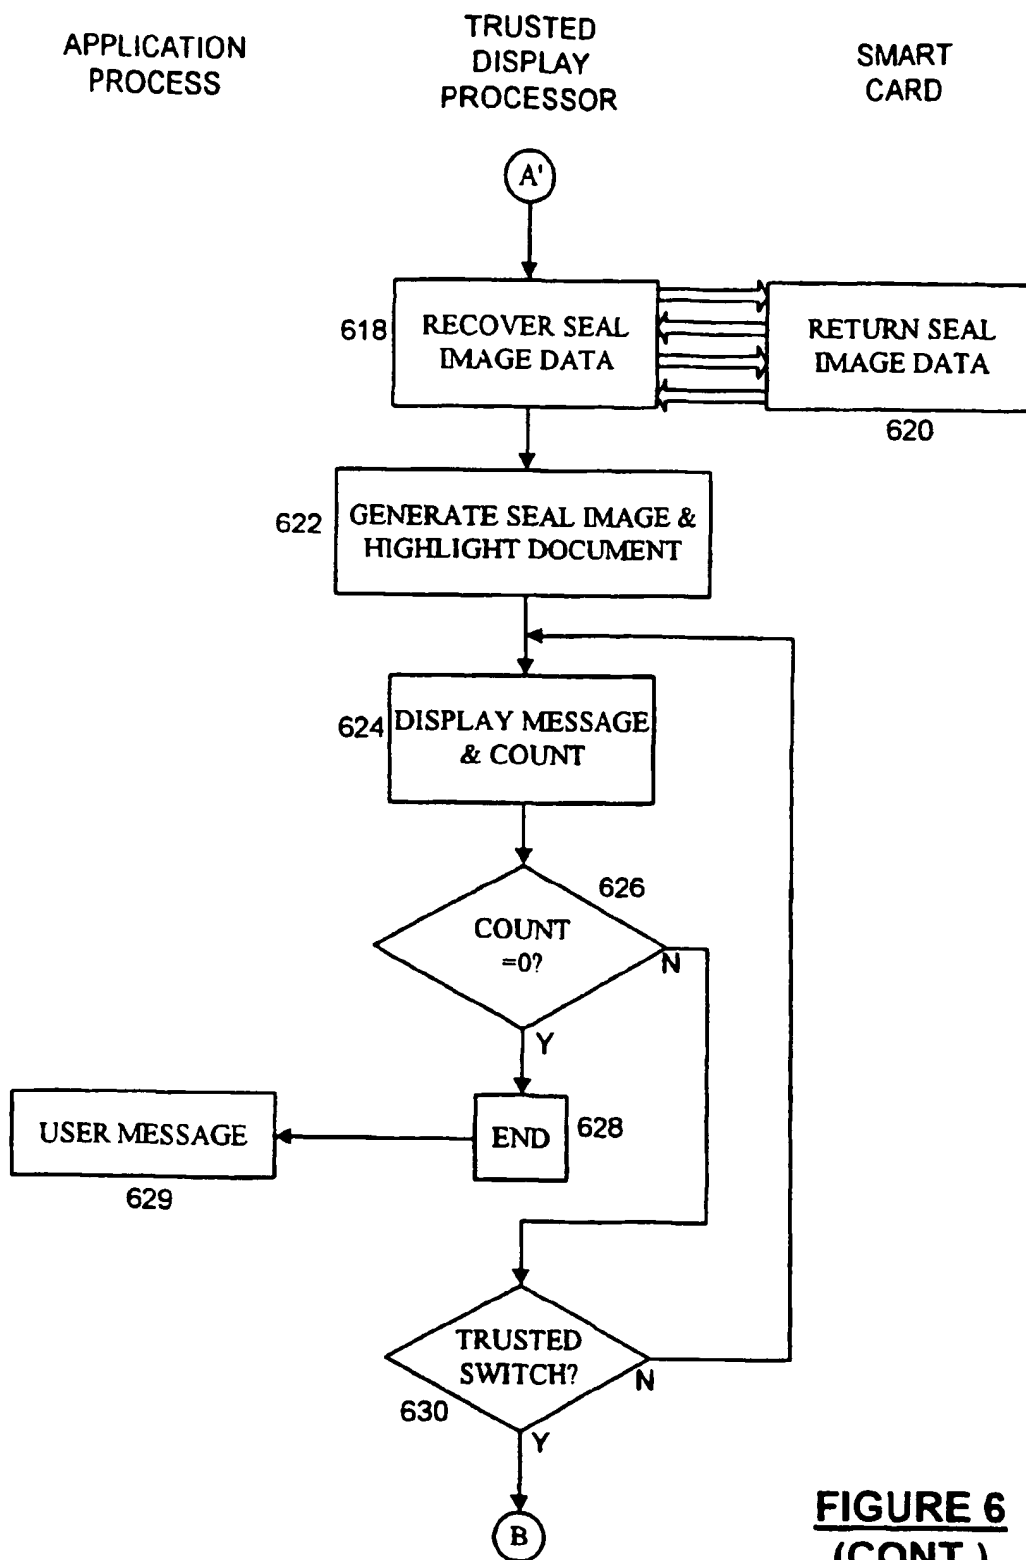 APPLICATION
PROCESS
TRUSTED
DISPLAY
PROCESSOR
SMART
CARD
A'
618
RECOVER SEAL
IMAGE DATA
RETURN SEAL
IMAGE DATA
620
622
GENERATE SEAL IMAGE &
HIGHLIGHT DOCUMENT
624
DISPLAY MESSAGE
& COUNT
626
COUNT
=0?
N
Y
USER MESSAGE
629
END
628
TRUSTED
SWITCH?
N
630
Y
B
FIGURE 6
(CONT.)